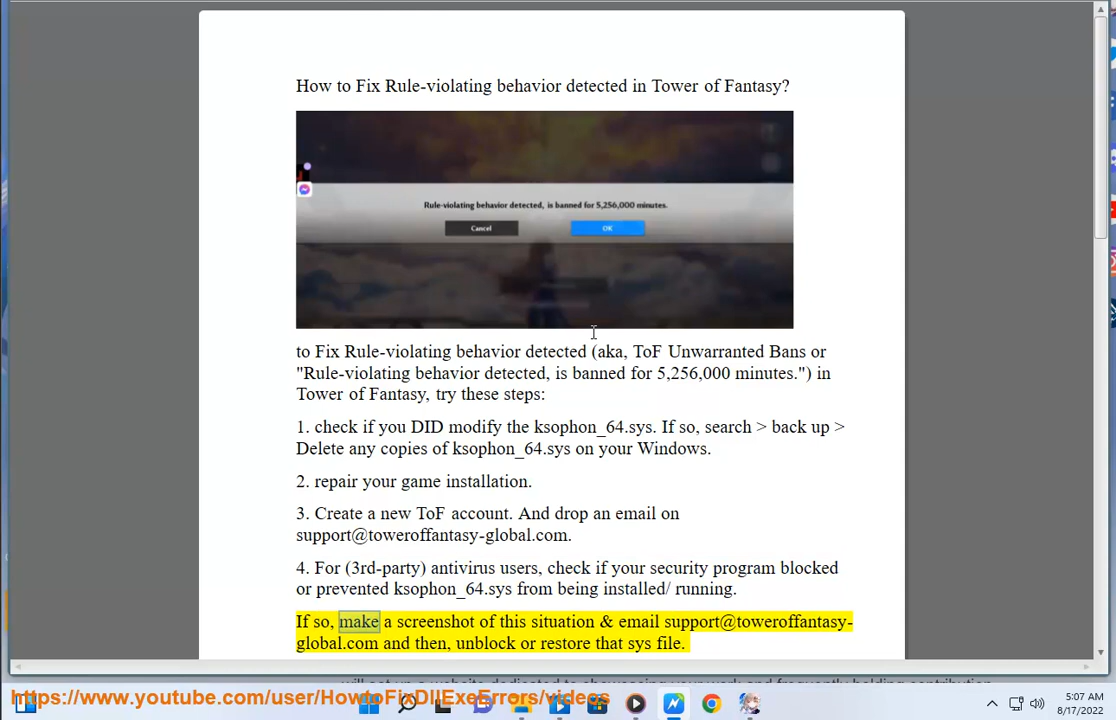 How to Fix Rule-violating behavior detected in Tower of Fantasy?
Rule-violating behavior detected, is banned for 5,256,000 minutes.
Cancel
OK
to Fix Rule-violating behavior detected (aka, ToF Unwarranted Bans or
"Rule-violating behavior detected, is banned for 5,256,000 minutes.") in
Tower of Fantasy, try these steps:
1. check if you DID modify the ksophon_64.sys. If so, search > back up >
Delete any copies of ksophon_64.sys on your Windows.
2. repair your game installation.
3. Create a new ToF account. And drop an email on
support@toweroffantasy-global.com.
4. For (3rd-party) antivirus users, check if your security program blocked
or prevented ksophon_64.sys from being installed/ running.
If so, make a screenshot of this situation & email support@toweroffantasy-
global.com and then, unblock or restore that sys file.
https://www.youtube.com/user/HowtoFixDllExeErrors/videos
5:07 AM
8/17/2022